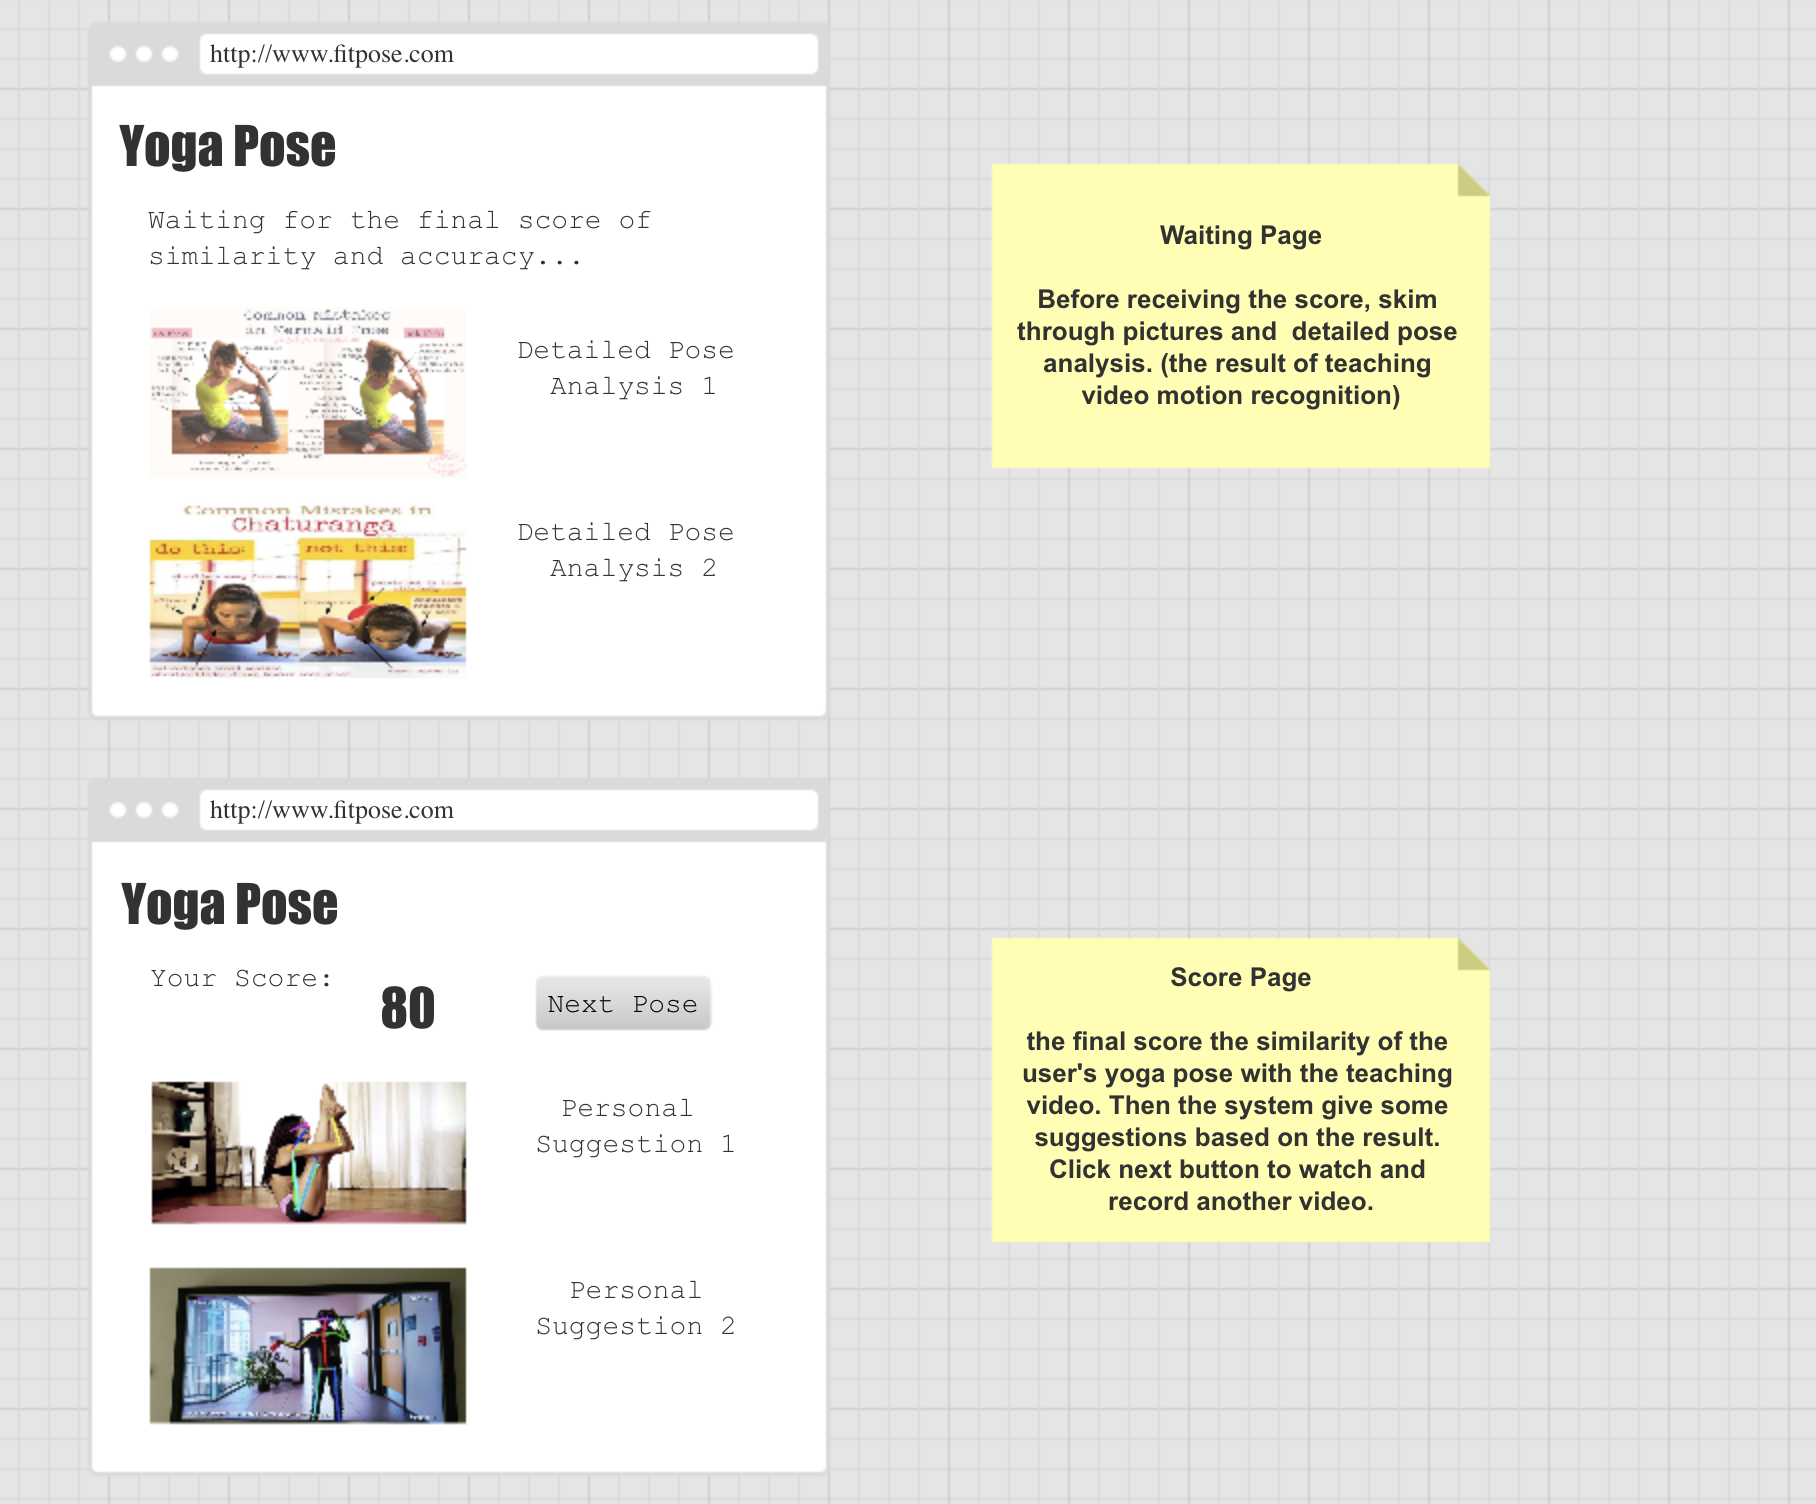 http://www.fitpose.com
Yoga Pose
Waiting for the final score of
similarity and accuracy...
Common Mistakes
in Mermaid Pose
Detailed Pose
Analysis 1
Common Mistakes in
Chaturanga
do this:
not this:
Detailed Pose
Analysis 2
Waiting Page
Before receiving the score, skim
through pictures and  detailed pose
analysis. (the result of teaching
video motion recognition)
http://www.fitpose.com
Yoga Pose
Your Score:
80
Next Pose
Personal
Suggestion 1
Personal
Suggestion 2
Score Page
the final score the similarity of the
user's yoga pose with the teaching
video. Then the system give some
suggestions based on the result.
Click next button to watch and
record another video.